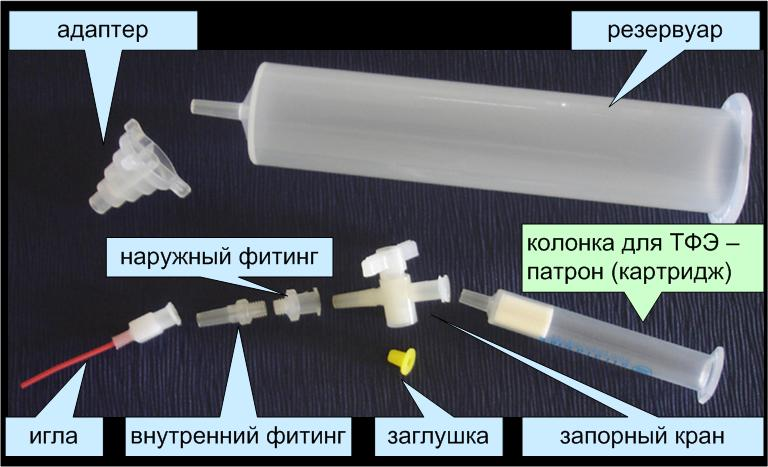 адаптер
резервуар
наружный фитинг
колонка для ТФЭ –
патрон (картридж)
игла
внутренний фитинг
заглушка
запорный кран